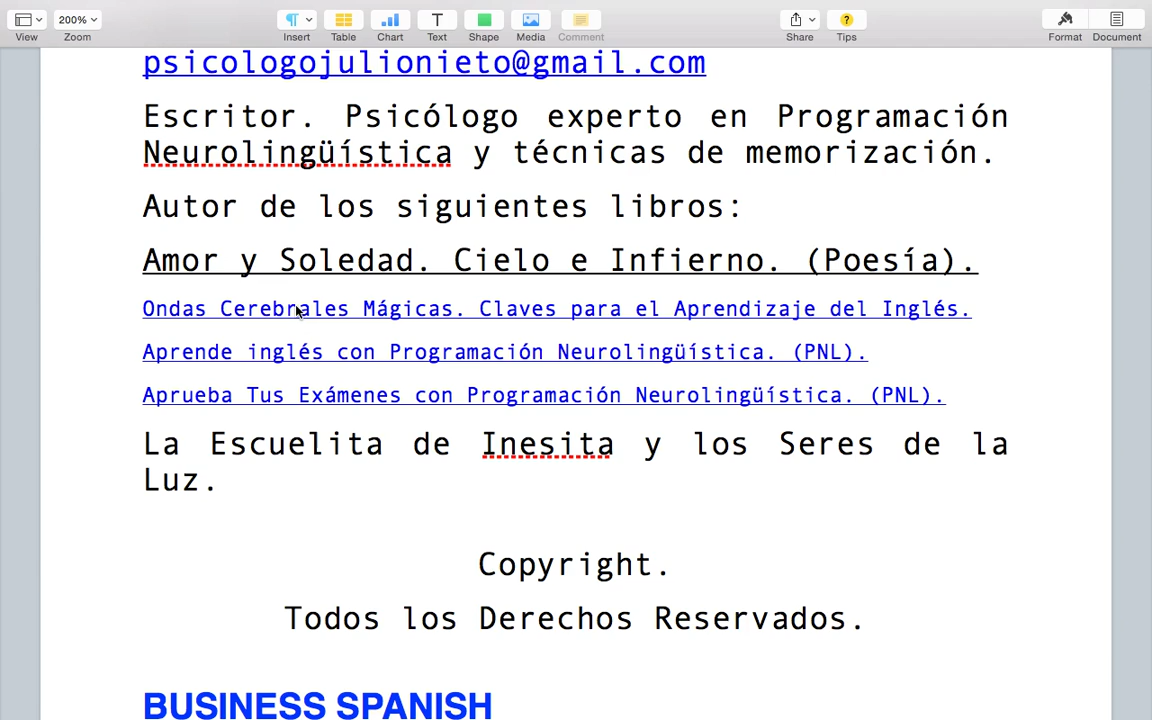 200%
View
Zoom
Insert
Table
Chart
Text
Shape
Media
Comment
Share
Tips
Format
Document
psicologojulionieto@gmail.com
Escritor. Psicólogo experto en Programación
Neurolingüística y técnicas de memorización.
Autor de los siguientes libros:
Amor y Soledad. Cielo e Infierno. (Poesía).
Ondas Cerebrales Mágicas. Claves para el Aprendizaje del Inglés.
Aprende inglés con Programación Neurolingüística. (PNL).
Aprueba Tus Exámenes con Programación Neurolingüística. (PNL).
La Escuelita de Inesita y los Seres de la
Luz.
Copyright.
Todos los Derechos Reservados.
BUSINESS SPANISH